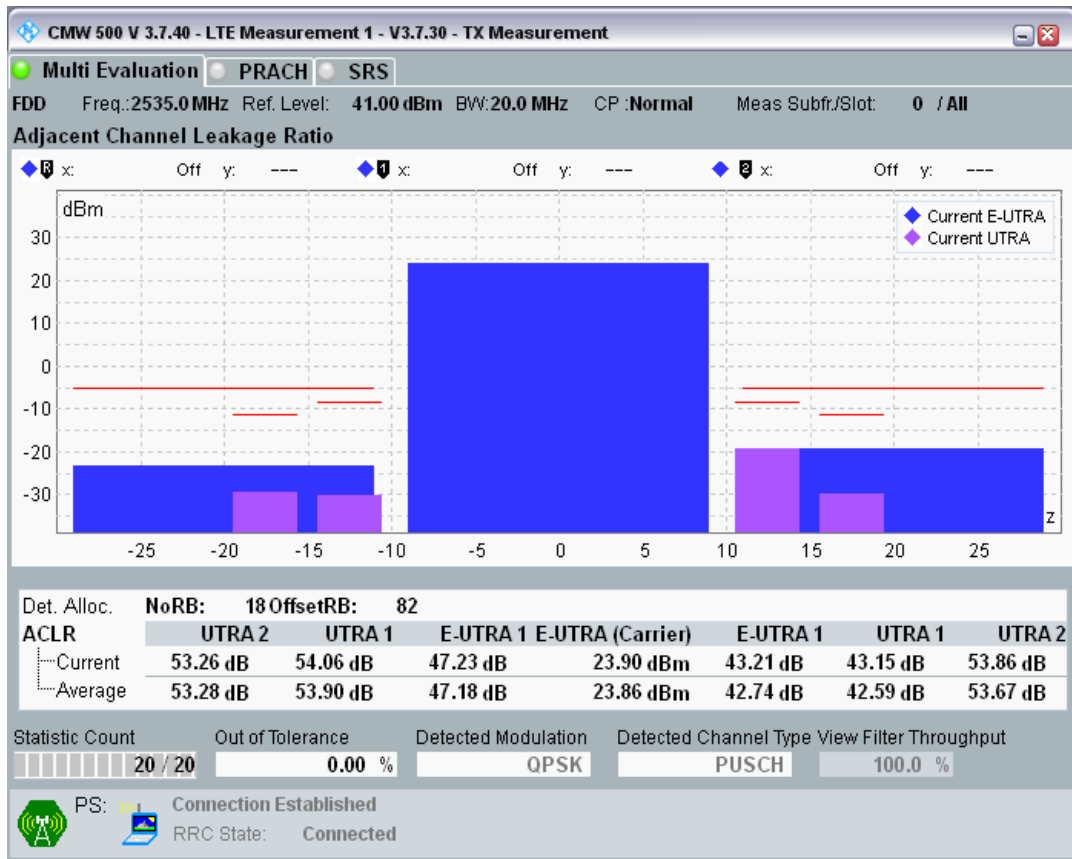 CMW 500 V 3.7.40 - LTE Measurement 1 - V3.7.30 - TX Measurement
Multi Evaluation PRACH SRS
FDD Freq.:2535.0 MHz Ref. Level: 41.00 dBm BW:20.0 MHz CP :Normal Meas Subfr./Slot: 0 / All
Adjacent Channel Leakage Ratio
R x: Off y: --- 1 x: Off y: --- 2 x: Off y: ---
dBm
Current E-UTRA
Current UTRA
30
20
10
0
-10
-20
-30
z
-25 -20 -15 -10 -5 0 5 10 15 20 25
Det. Alloc. NoRB: 18 OffsetRB: 82
ACLR UTRA 2 UTRA 1 E-UTRA 1 E-UTRA (Carrier) E-UTRA 1 UTRA 1 UTRA 2
Current 53.26 dB 54.06 dB 47.23 dB 23.90 dBm 43.21 dB 43.15 dB 53.86 dB
Average 53.28 dB 53.90 dB 47.18 dB 23.86 dBm 42.74 dB 42.59 dB 53.67 dB
Statistic Count Out of Tolerance Detected Modulation Detected Channel Type View Filter Throughput
20 / 20 0.00 % QPSK PUSCH 100.0 %
PS: Connection Established
RRC State: Connected